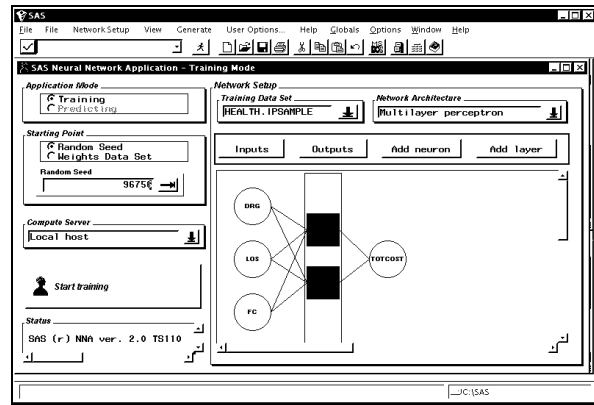 SAS
File File Network Setup View Generate User Options... Help Globals Options Window Help
SAS Neural Network Application - Training Mode
Application Mode
Training
Predicting
Starting Point
Random Seed
Weights Data Set
Random Seed
Compute Server
Local host
Start training
Status
SAS (r) NNA ver. 2.0 TS110
Network Setup
Training Data Set
HEALTH.IPSAMPLE
Network Architecture
Multilayer perceptron
Inputs Outputs Add neuron Add layer
DRG
LOS
FC
TOTCOST
C:\SAS